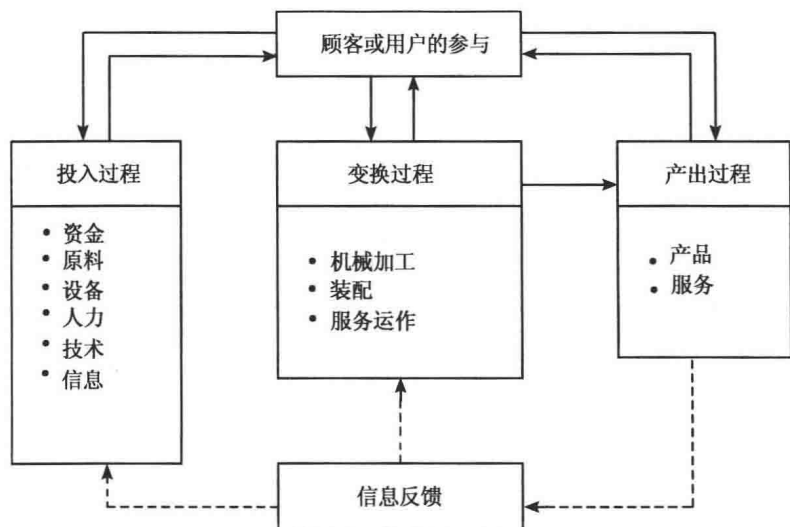 顾客或用户的参与
投入过程
• 资金
• 原料
• 设备
• 人力
• 技术
• 信息
变换过程
• 机械加工
• 装配
• 服务运作
产出过程
• 产品
• 服务
信息反馈